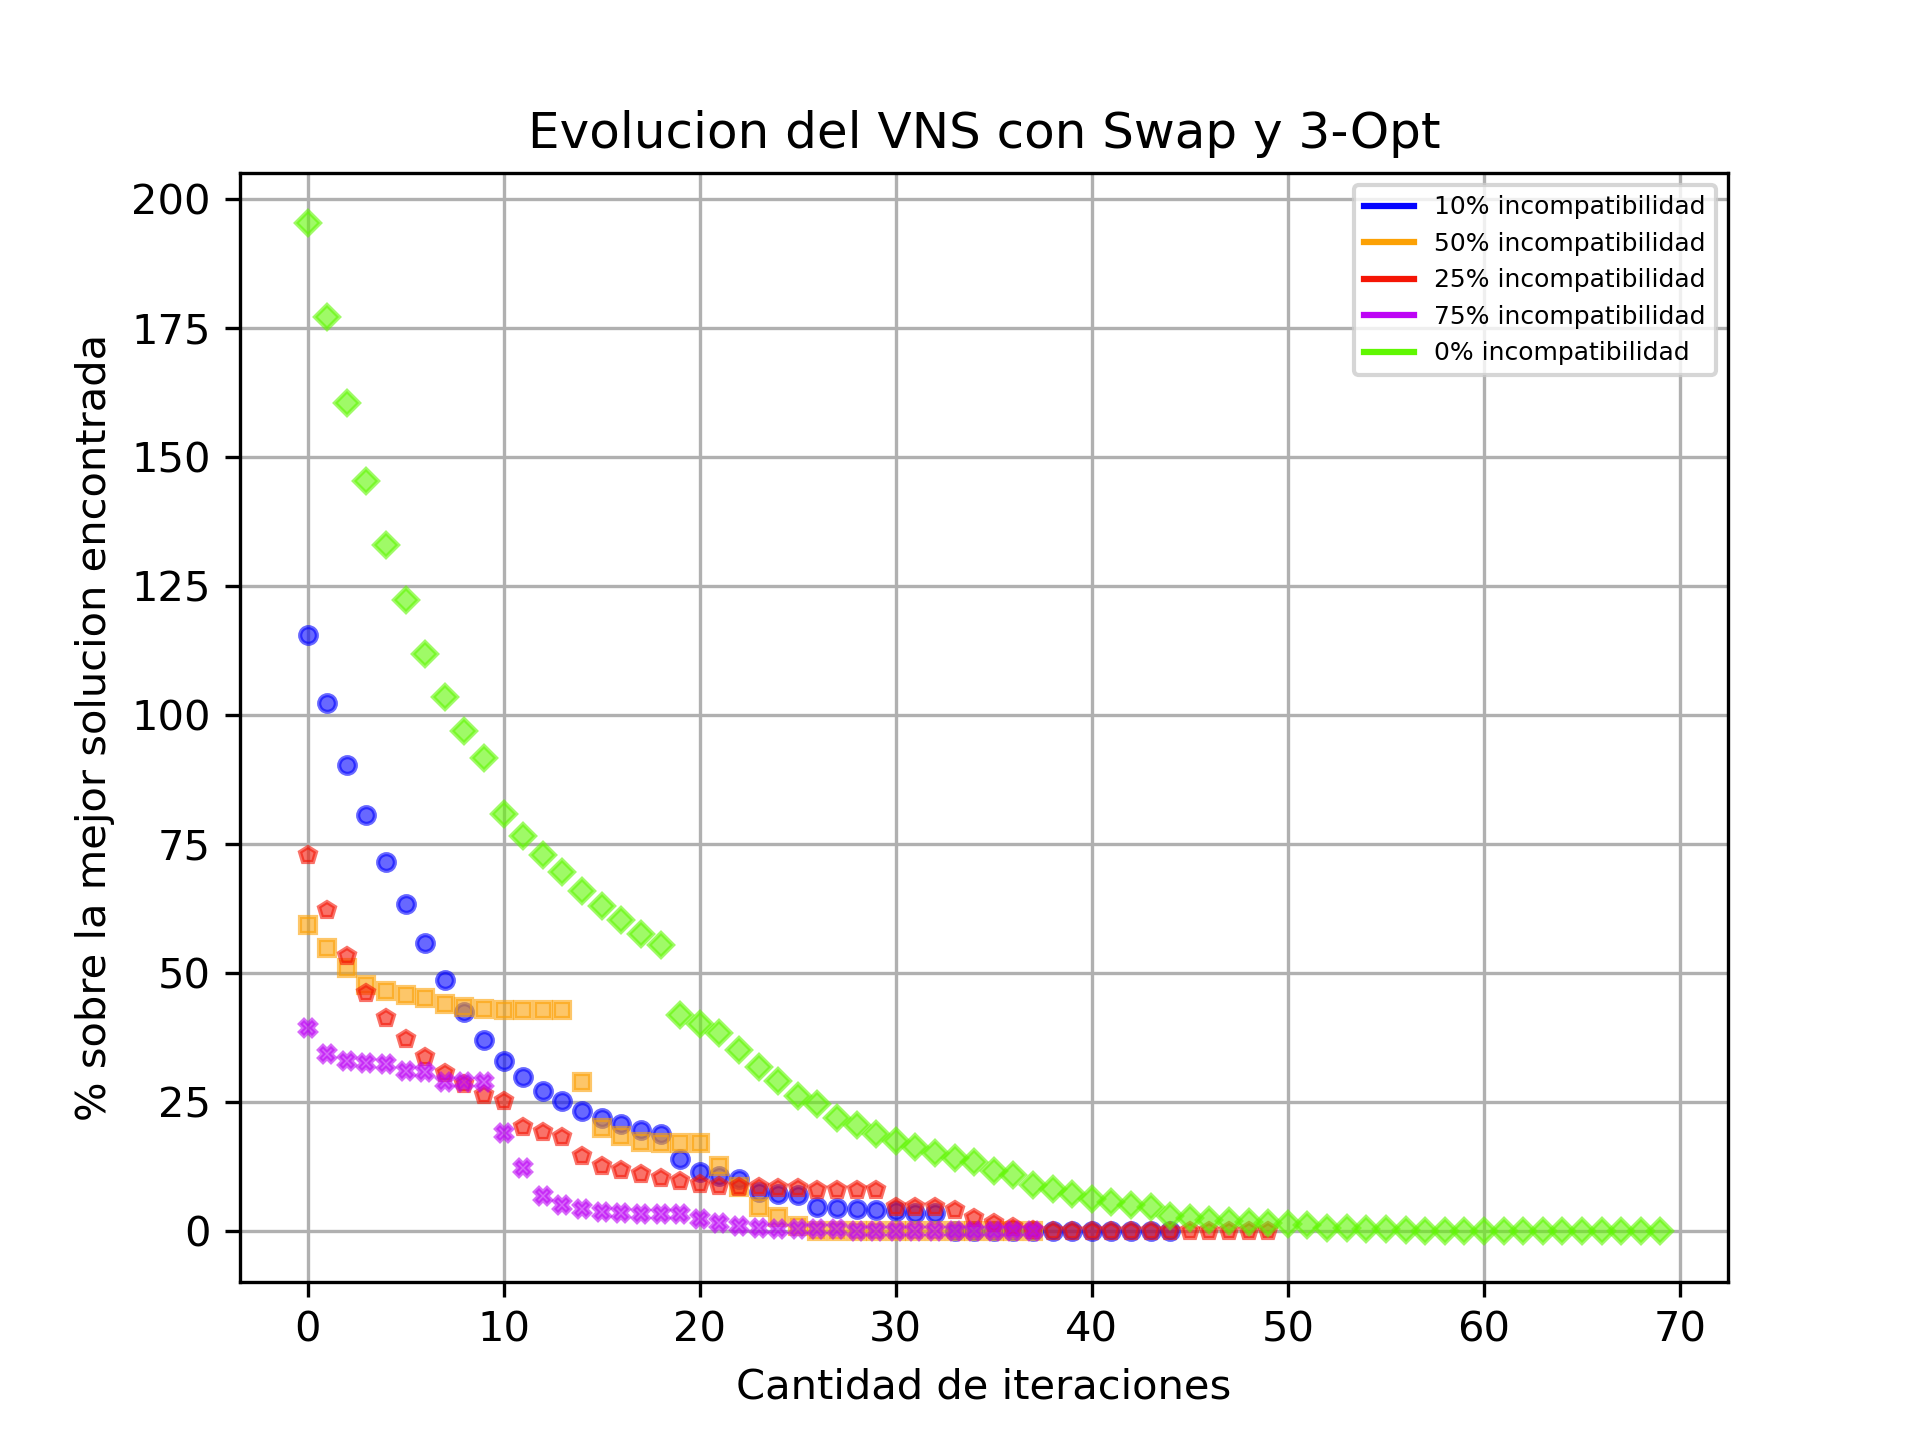 Evolucion del VNS con Swap y 3-Opt
% sobre la mejor solucion encontrada
200
175
150
125
100
75
50
25
0
10% incompatibilidad
50% incompatibilidad
25% incompatibilidad
75% incompatibilidad
0% incompatibilidad
0 10 20 30 40 50 60 70
Cantidad de iteraciones